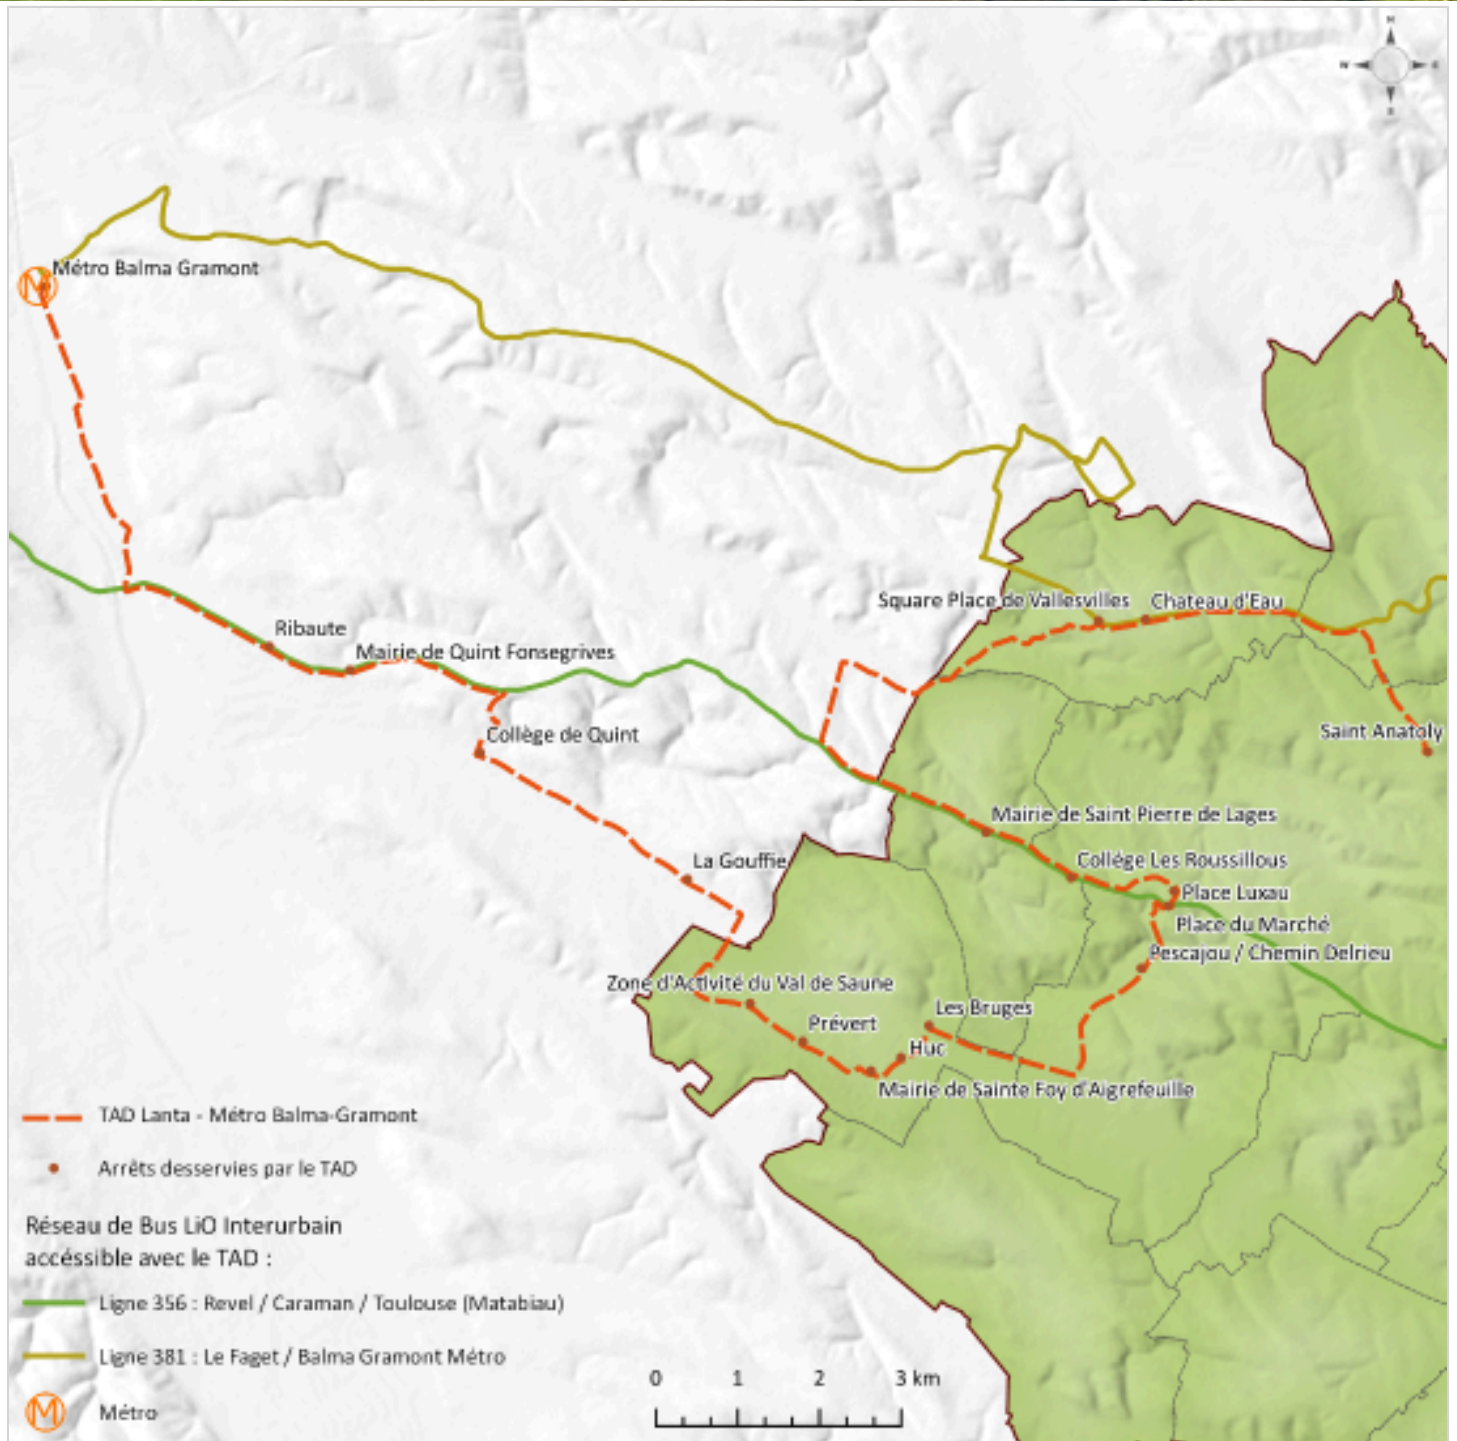 N
W
E
S
Métro Balma Gramont
M
Square Place de Vallesvilles
Chateau d'Eau
Ribaute
Mairie de Quint Fonsegrives
Collège de Quint
Saint Anatoly
Mairie de Saint Pierre de Lages
La Gouffie
Collége Les Roussillous
Place Luxau
Place du Marché
Pescajou / Chemin Delrieu
Zone d'Activité du Val de Saune
Les Bruges
Prévert
Huc
Mairie de Sainte Foy d'Aigrefeuille
TAD Lanta - Métro Balma-Gramont
Arrêts desservies par le TAD
Réseau de Bus LiO Interurbain
accéssible avec le TAD :
Ligne 356 : Revel / Caraman / Toulouse (Matabiau)
Ligne 381 : Le Faget / Balma Gramont Métro
M Métro
0 1 2 3 km